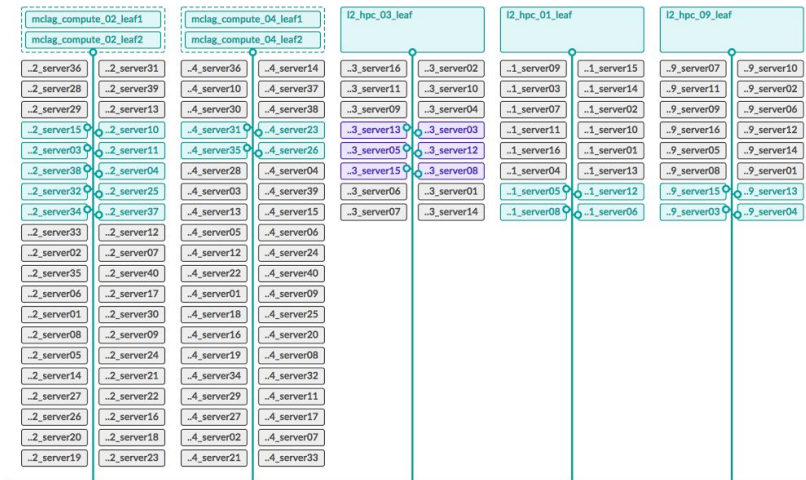 mclag_compute_02_leaf1 mclag_compute_04_leaf1 l2_hpc_03_leaf l2_hpc_01_leaf l2_hpc_09_leaf
mclag_compute_02_leaf2 mclag_compute_04_leaf2
..2_server36 ..2_server31 ..4_server36 ..4_server14 ..3_server16 ..3_server02 ..1_server09 ..1_server15 ..9_server07 ..9_server10
..2_server28 ..2_server39 ..4_server10 ..4_server37 ..3_server11 ..3_server10 ..1_server03 ..1_server14 ..9_server11 ..9_server02
..2_server29 ..2_server13 ..4_server30 ..4_server38 ..3_server09 ..3_server04 ..1_server07 ..1_server02 ..9_server09 ..9_server06
..2_server15 ..2_server10 ..4_server31 ..4_server23 ..3_server13 ..3_server03 ..1_server11 ..1_server10 ..9_server16 ..9_server12
..2_server03 ..2_server11 ..4_server35 ..4_server26 ..3_server05 ..3_server12 ..1_server16 ..1_server01 ..9_server05 ..9_server14
..2_server38 ..2_server04 ..4_server28 ..4_server04 ..3_server15 ..3_server08 ..1_server04 ..1_server13 ..9_server08 ..9_server01
..2_server32 ..2_server25 ..4_server03 ..4_server39 ..3_server06 ..3_server01 ..1_server05 ..1_server12 ..9_server15 ..9_server13
..2_server34 ..2_server37 ..4_server13 ..4_server15 ..3_server07 ..3_server14 ..1_server08 ..1_server06 ..9_server03 ..9_server04
..2_server33 ..2_server12 ..4_server05 ..4_server06
..2_server02 ..2_server07 ..4_server12 ..4_server24
..2_server35 ..2_server40 ..4_server22 ..4_server40
..2_server06 ..2_server17 ..4_server01 ..4_server09
..2_server01 ..2_server30 ..4_server18 ..4_server25
..2_server08 ..2_server09 ..4_server16 ..4_server20
..2_server05 ..2_server24 ..4_server19 ..4_server08
..2_server14 ..2_server21 ..4_server34 ..4_server32
..2_server27 ..2_server22 ..4_server29 ..4_server11
..2_server26 ..2_server16 ..4_server27 ..4_server17
..2_server20 ..2_server18 ..4_server02 ..4_server07
..2_server19 ..2_server23 ..4_server21 ..4_server33